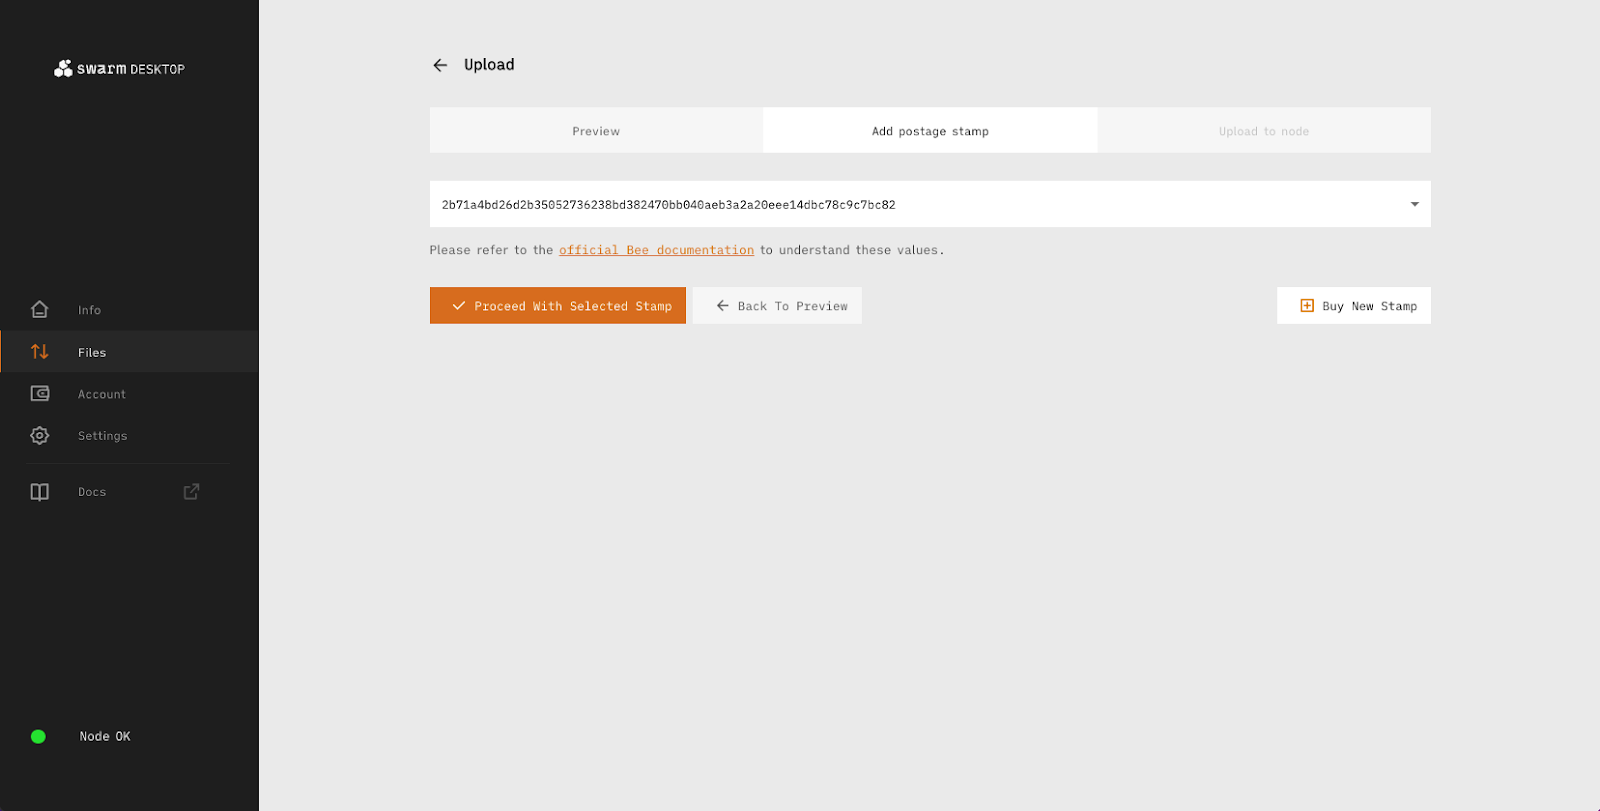 swarm DESKTOP
Info
Files
Account
Settings
Docs
Node OK
Upload
Preview
Add postage stamp
Upload to node
2b71a4bd26d2b35052736238bd382470bb040aeb3a2a20eee14dbc78c9c7bc82
Please refer to the official Bee documentation to understand these values.
Proceed With Selected Stamp
Back To Preview
Buy New Stamp